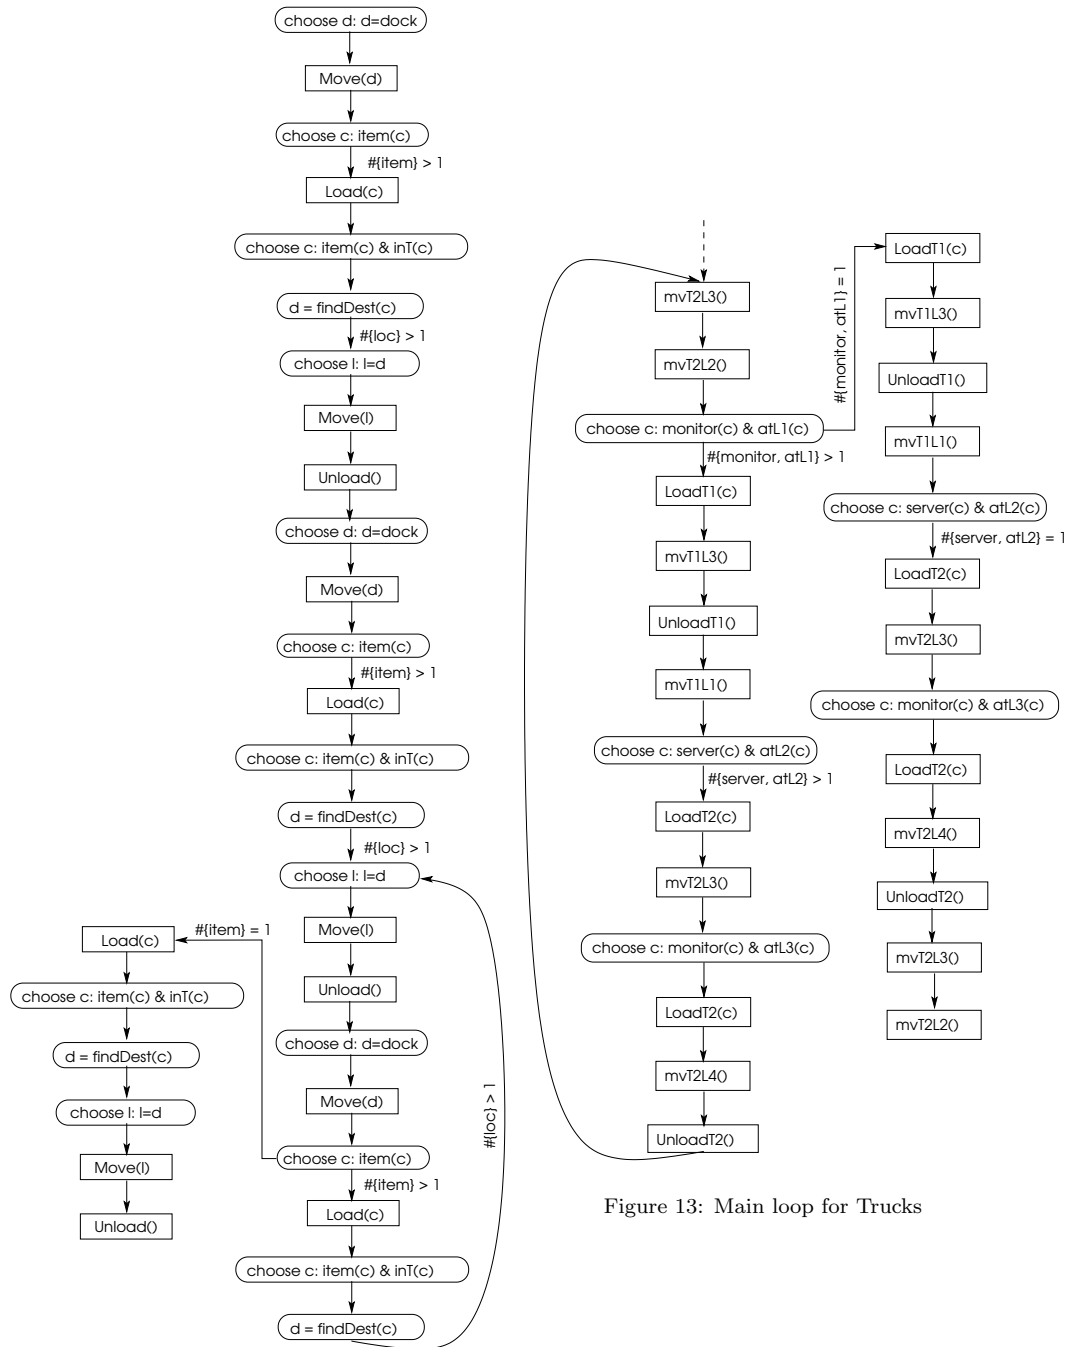 choose d: d=dock
Move(d)
choose c: item(c)
#{item} > 1
Load(c)
choose c: item(c) & inT(c)
d = findDest(c)
#{loc} > 1
choose l: l=d
Move(l)
Unload()
choose d: d=dock
Move(d)
choose c: item(c)
#{item} > 1
Load(c)
choose c: item(c) & inT(c)
d = findDest(c)
#{loc} > 1
choose l: l=d
Move(l)
Unload()
choose d: d=dock
Move(d)
choose c: item(c)
#{item} > 1
Load(c)
choose c: item(c) & inT(c)
d = findDest(c)
#{loc} > 1
#{item} = 1
Load(c)
choose c: item(c) & inT(c)
d = findDest(c)
choose l: l=d
Move(l)
Unload()
mvT2L3()
mvT2L2()
choose c: monitor(c) & atL1(c)
#{monitor, atL1} > 1
LoadT1(c)
mvT1L3()
UnloadT1()
mvT1L1()
choose c: server(c) & atL2(c)
#{server, atL2} > 1
LoadT2(c)
mvT2L3()
choose c: monitor(c) & atL3(c)
LoadT2(c)
mvT2L4()
UnloadT2()
#{monitor, atL1} = 1
LoadT1(c)
mvT1L3()
UnloadT1()
mvT1L1()
choose c: server(c) & atL2(c)
#{server, atL2} = 1
LoadT2(c)
mvT2L3()
choose c: monitor(c) & atL3(c)
LoadT2(c)
mvT2L4()
UnloadT2()
mvT2L3()
mvT2L2()
Figure 13: Main loop for Trucks